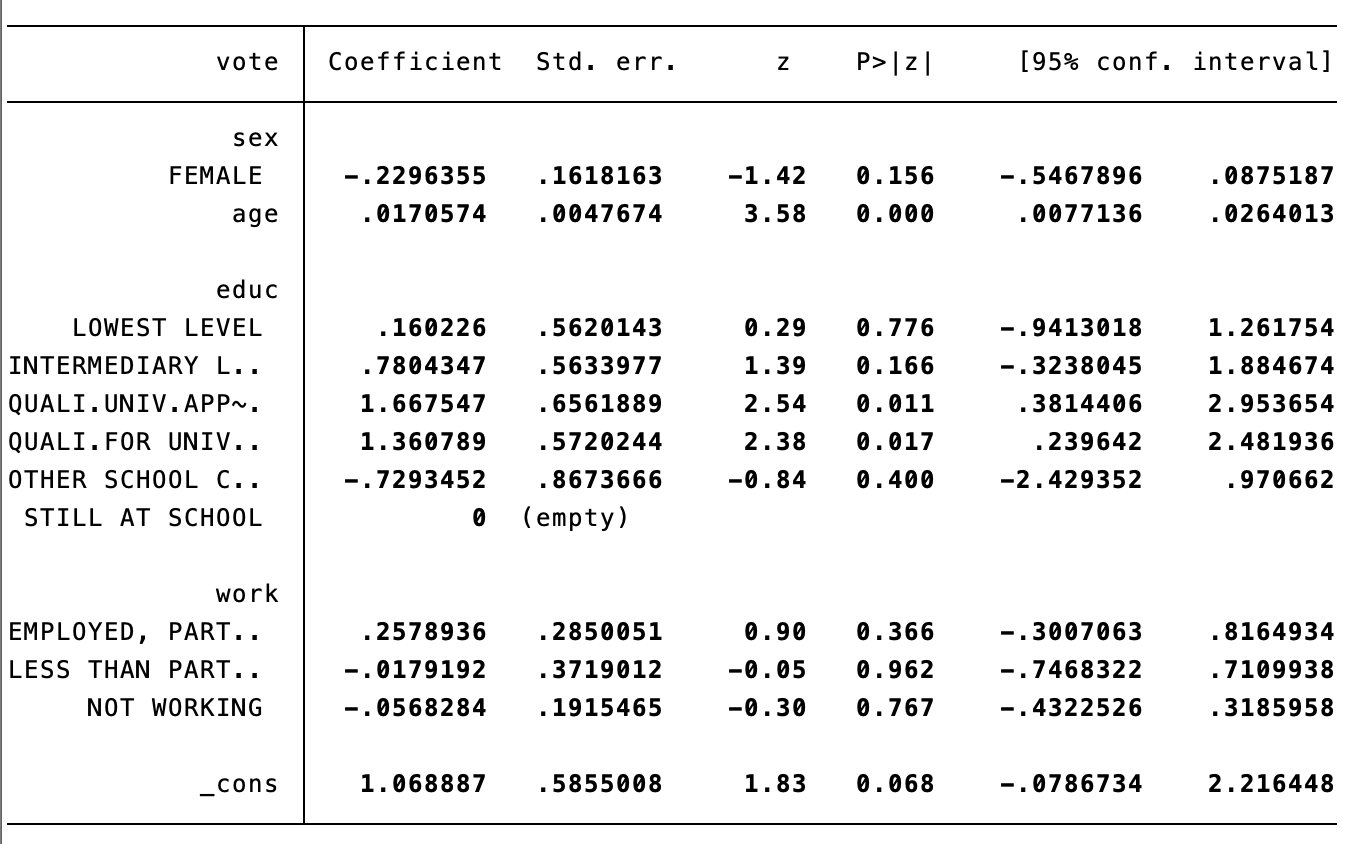 vote Coefficient Std. err. z P>|z| [95% conf. interval]
sex
FEMALE -.2296355 .1618163 -1.42 0.156 -.5467896 .0875187
age .0170574 .0047674 3.58 0.000 .0077136 .0264013
educ
LOWEST LEVEL .160226 .5620143 0.29 0.776 -.9413018 1.261754
INTERMEDIARY L.. .7804347 .5633977 1.39 0.166 -.3238045 1.884674
QUALI.UNIV.APP~. 1.667547 .6561889 2.54 0.011 .3814406 2.953654
QUALI.FOR UNIV.. 1.360789 .5720244 2.38 0.017 .239642 2.481936
OTHER SCHOOL C.. -.7293452 .8673666 -0.84 0.400 -2.429352 .970662
STILL AT SCHOOL 0 (empty)
work
EMPLOYED, PART.. .2578936 .2850051 0.90 0.366 -.3007063 .8164934
LESS THAN PART.. -.0179192 .3719012 -0.05 0.962 -.7468322 .7109938
NOT WORKING -.0568284 .1915465 -0.30 0.767 -.4322526 .3185958
_cons 1.068887 .5855008 1.83 0.068 -.0786734 2.216448